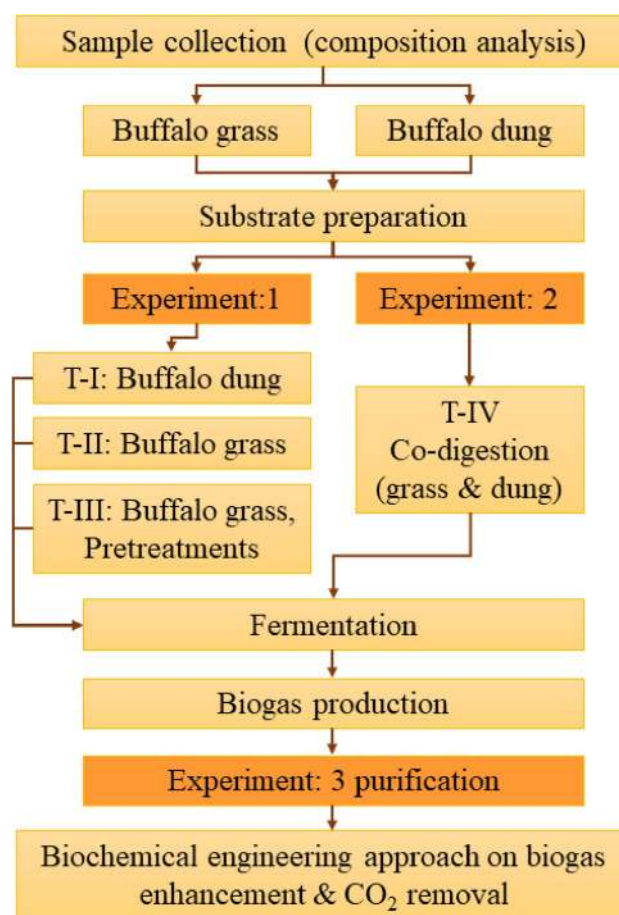 Sample collection (composition analysis)
Buffalo grass
Buffalo dung
Substrate preparation
Experiment:1
Experiment: 2
T-I: Buffalo dung
T-II: Buffalo grass
T-III: Buffalo grass,
Pretreatments
T-IV
Co-digestion
(grass & dung)
Fermentation
Biogas production
Experiment: 3 purification
Biochemical engineering approach on biogas
enhancement & CO₂ removal